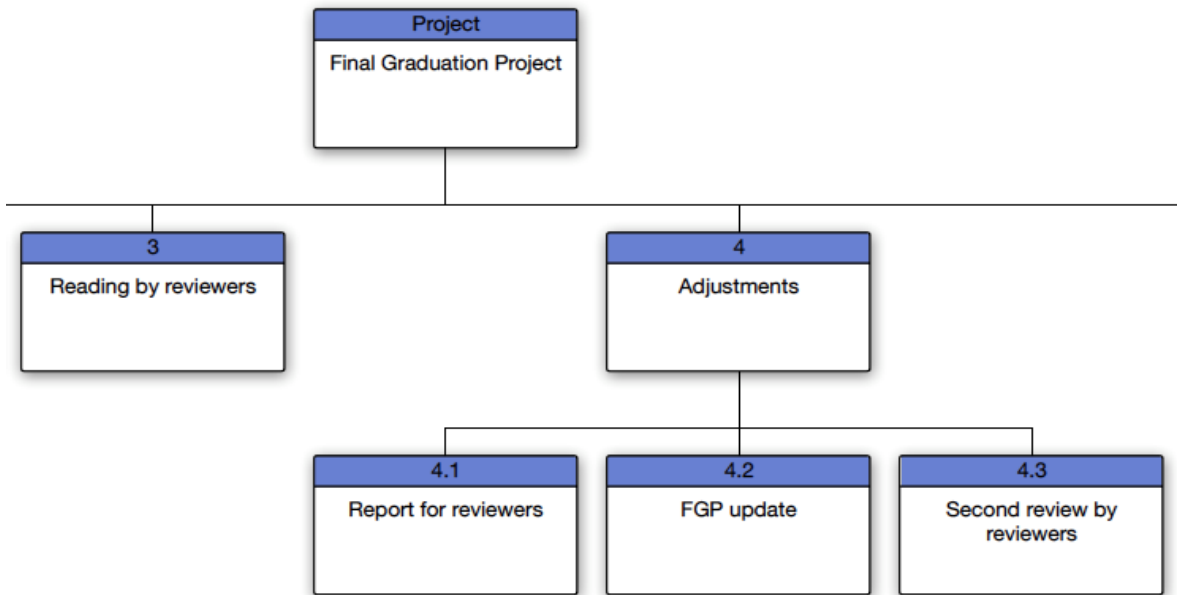 Project
Final Graduation Project
3
Reading by reviewers
4
Adjustments
4.1
Report for reviewers
4.2
FGP update
4.3
Second review by
reviewers